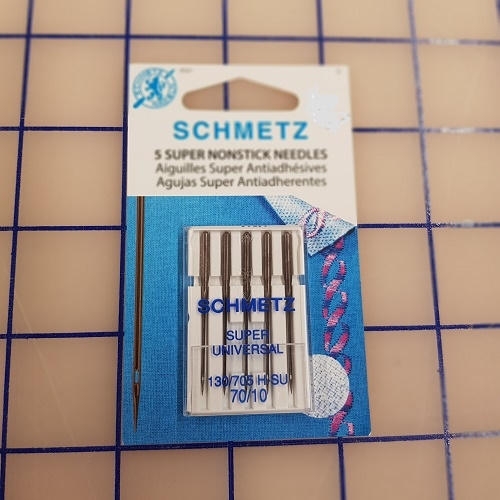 SCHMETZ
5 SUPER NONSTICK NEEDLES
Aiguilles Super Antiadhésives
Agujas Super Antiadherentes
SCHMETZ
SUPER
UNIVERSAL
130/705 H-SU
70/10